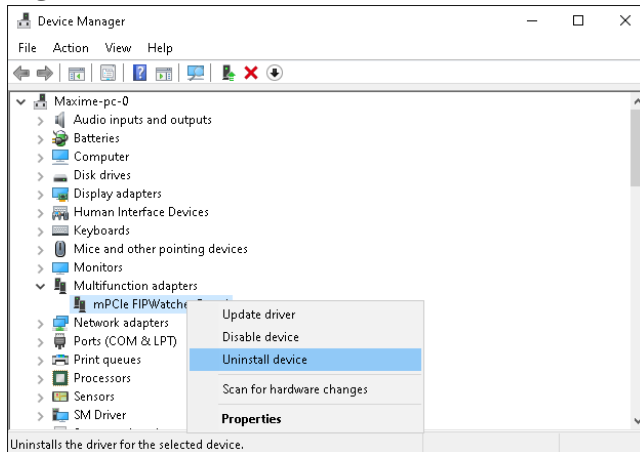 Device Manager
File Action View Help
Maxime-pc-0
Audio inputs and outputs
Batteries
Computer
Disk drives
Display adapters
Human Interface Devices
Keyboards
Mice and other pointing devices
Monitors
Multifunction adapters
mPCIe FIPWatche
Network adapters
Ports (COM & LPT)
Print queues
Processors
Sensors
SM Driver
Update driver
Disable device
Uninstall device
Scan for hardware changes
Properties
Uninstalls the driver for the selected device.